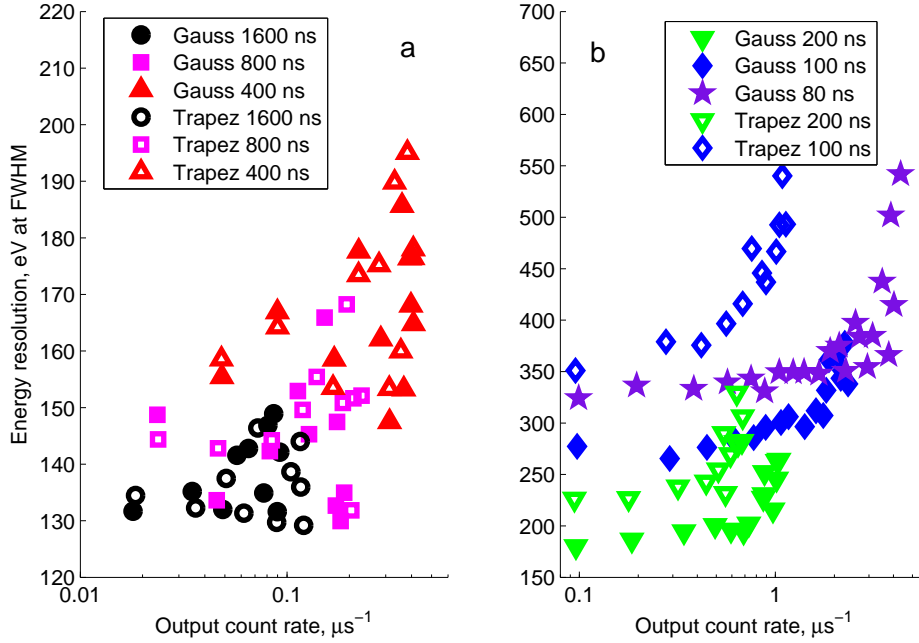 a
Gauss 1600 ns
Gauss 800 ns
Gauss 400 ns
Trapez 1600 ns
Trapez 800 ns
Trapez 400 ns
Energy resolution, eV at FWHM
220
210
200
190
180
170
160
150
140
130
120
0.01
0.1
Output count rate, μs⁻¹
b
Gauss 200 ns
Gauss 100 ns
Gauss 80 ns
Trapez 200 ns
Trapez 100 ns
700
650
600
550
500
450
400
350
300
250
200
150
0.1
1
Output count rate, μs⁻¹